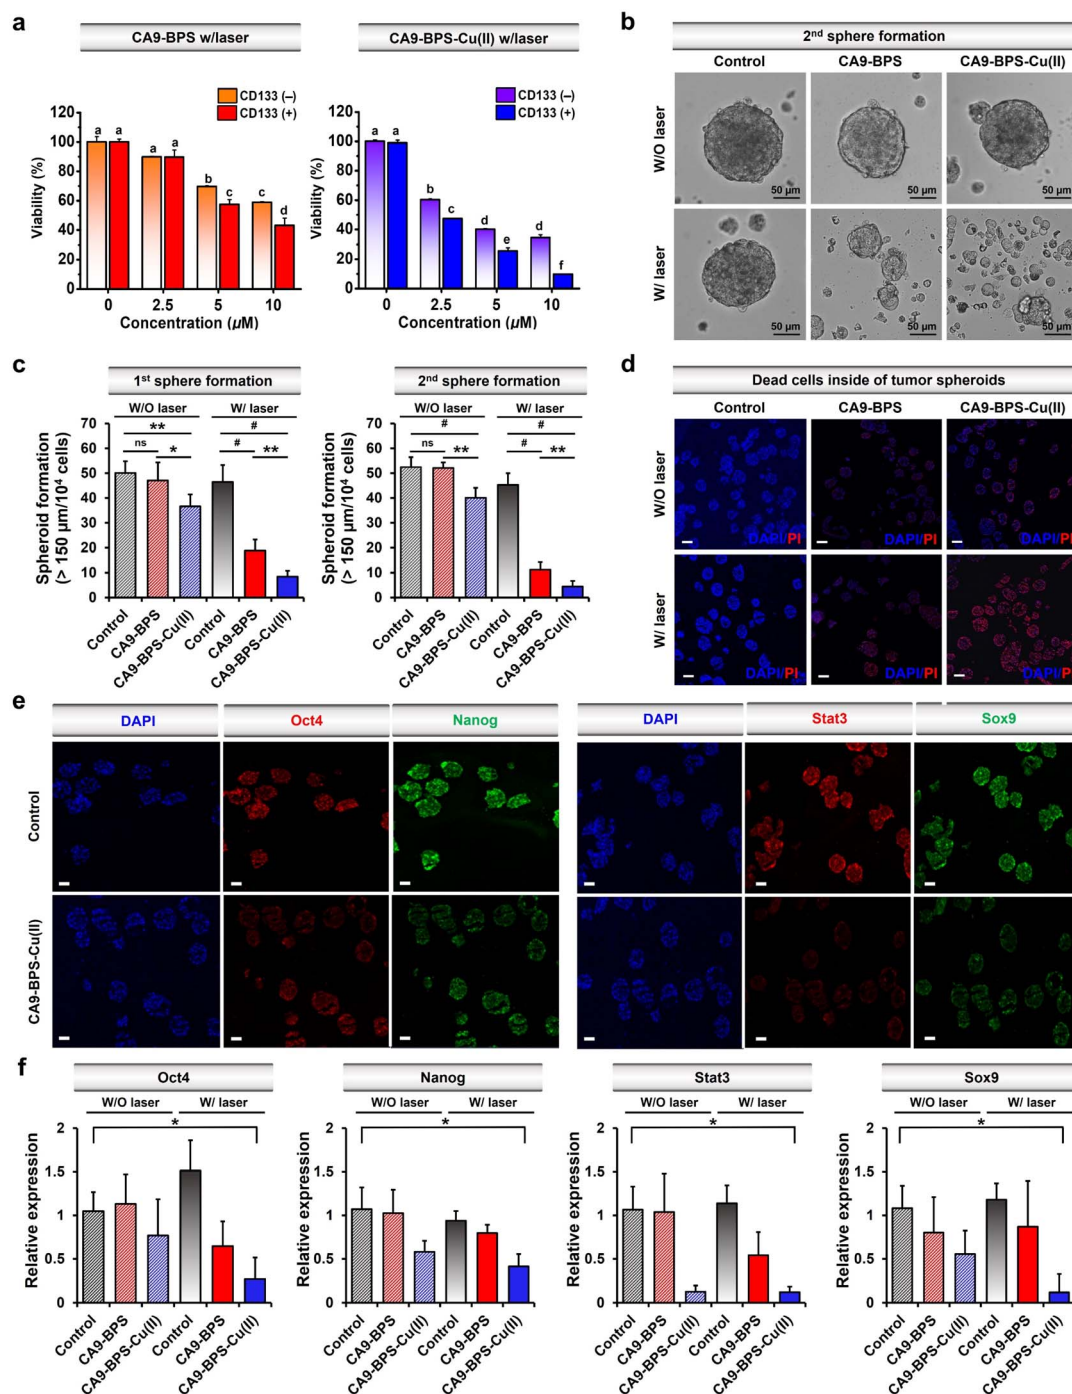 a
CA9-BPS w/laser
CA9-BPS-Cu(II) w/laser
CD133 (–)
CD133 (+)
CD133 (–)
CD133 (+)
Viability (%)
120
100
80
60
40
20
0
a a a a b c c d
0 2.5 5 10
Concentration (µM)
Viability (%)
120
100
80
60
40
20
0
a a b c d e d f
0 2.5 5 10
Concentration (µM)
b
2nd sphere formation
Control CA9-BPS CA9-BPS-Cu(II)
W/O laser
50 µm 50 µm 50 µm
W/ laser
50 µm 50 µm 50 µm
c
1st sphere formation
W/O laser W/ laser
** #
ns * # **
Spheroid formation
(> 150 µm/10⁴ cells)
70
60
50
40
30
20
10
0
Control CA9-BPS CA9-BPS-Cu(II) Control CA9-BPS CA9-BPS-Cu(II)
2nd sphere formation
W/O laser W/ laser
# #
ns ** # **
Spheroid formation
(> 150 µm/10⁴ cells)
70
60
50
40
30
20
10
0
Control CA9-BPS CA9-BPS-Cu(II) Control CA9-BPS CA9-BPS-Cu(II)
d
Dead cells inside of tumor spheroids
Control CA9-BPS CA9-BPS-Cu(II)
W/O laser
DAPI/PI DAPI/PI DAPI/PI
W/ laser
DAPI/PI DAPI/PI DAPI/PI
e
DAPI Oct4 Nanog DAPI Stat3 Sox9
Control
CA9-BPS-Cu(II)
f
Oct4
W/O laser W/ laser
*
Relative expression
2
1.5
1
0.5
0
Control CA9-BPS CA9-BPS-Cu(II) Control CA9-BPS CA9-BPS-Cu(II)
Nanog
W/O laser W/ laser
*
Relative expression
2
1.5
1
0.5
0
Control CA9-BPS CA9-BPS-Cu(II) Control CA9-BPS CA9-BPS-Cu(II)
Stat3
W/O laser W/ laser
*
Relative expression
2
1.5
1
0.5
0
Control CA9-BPS CA9-BPS-Cu(II) Control CA9-BPS CA9-BPS-Cu(II)
Sox9
W/O laser W/ laser
*
Relative expression
2
1.5
1
0.5
0
Control CA9-BPS CA9-BPS-Cu(II) Control CA9-BPS CA9-BPS-Cu(II)